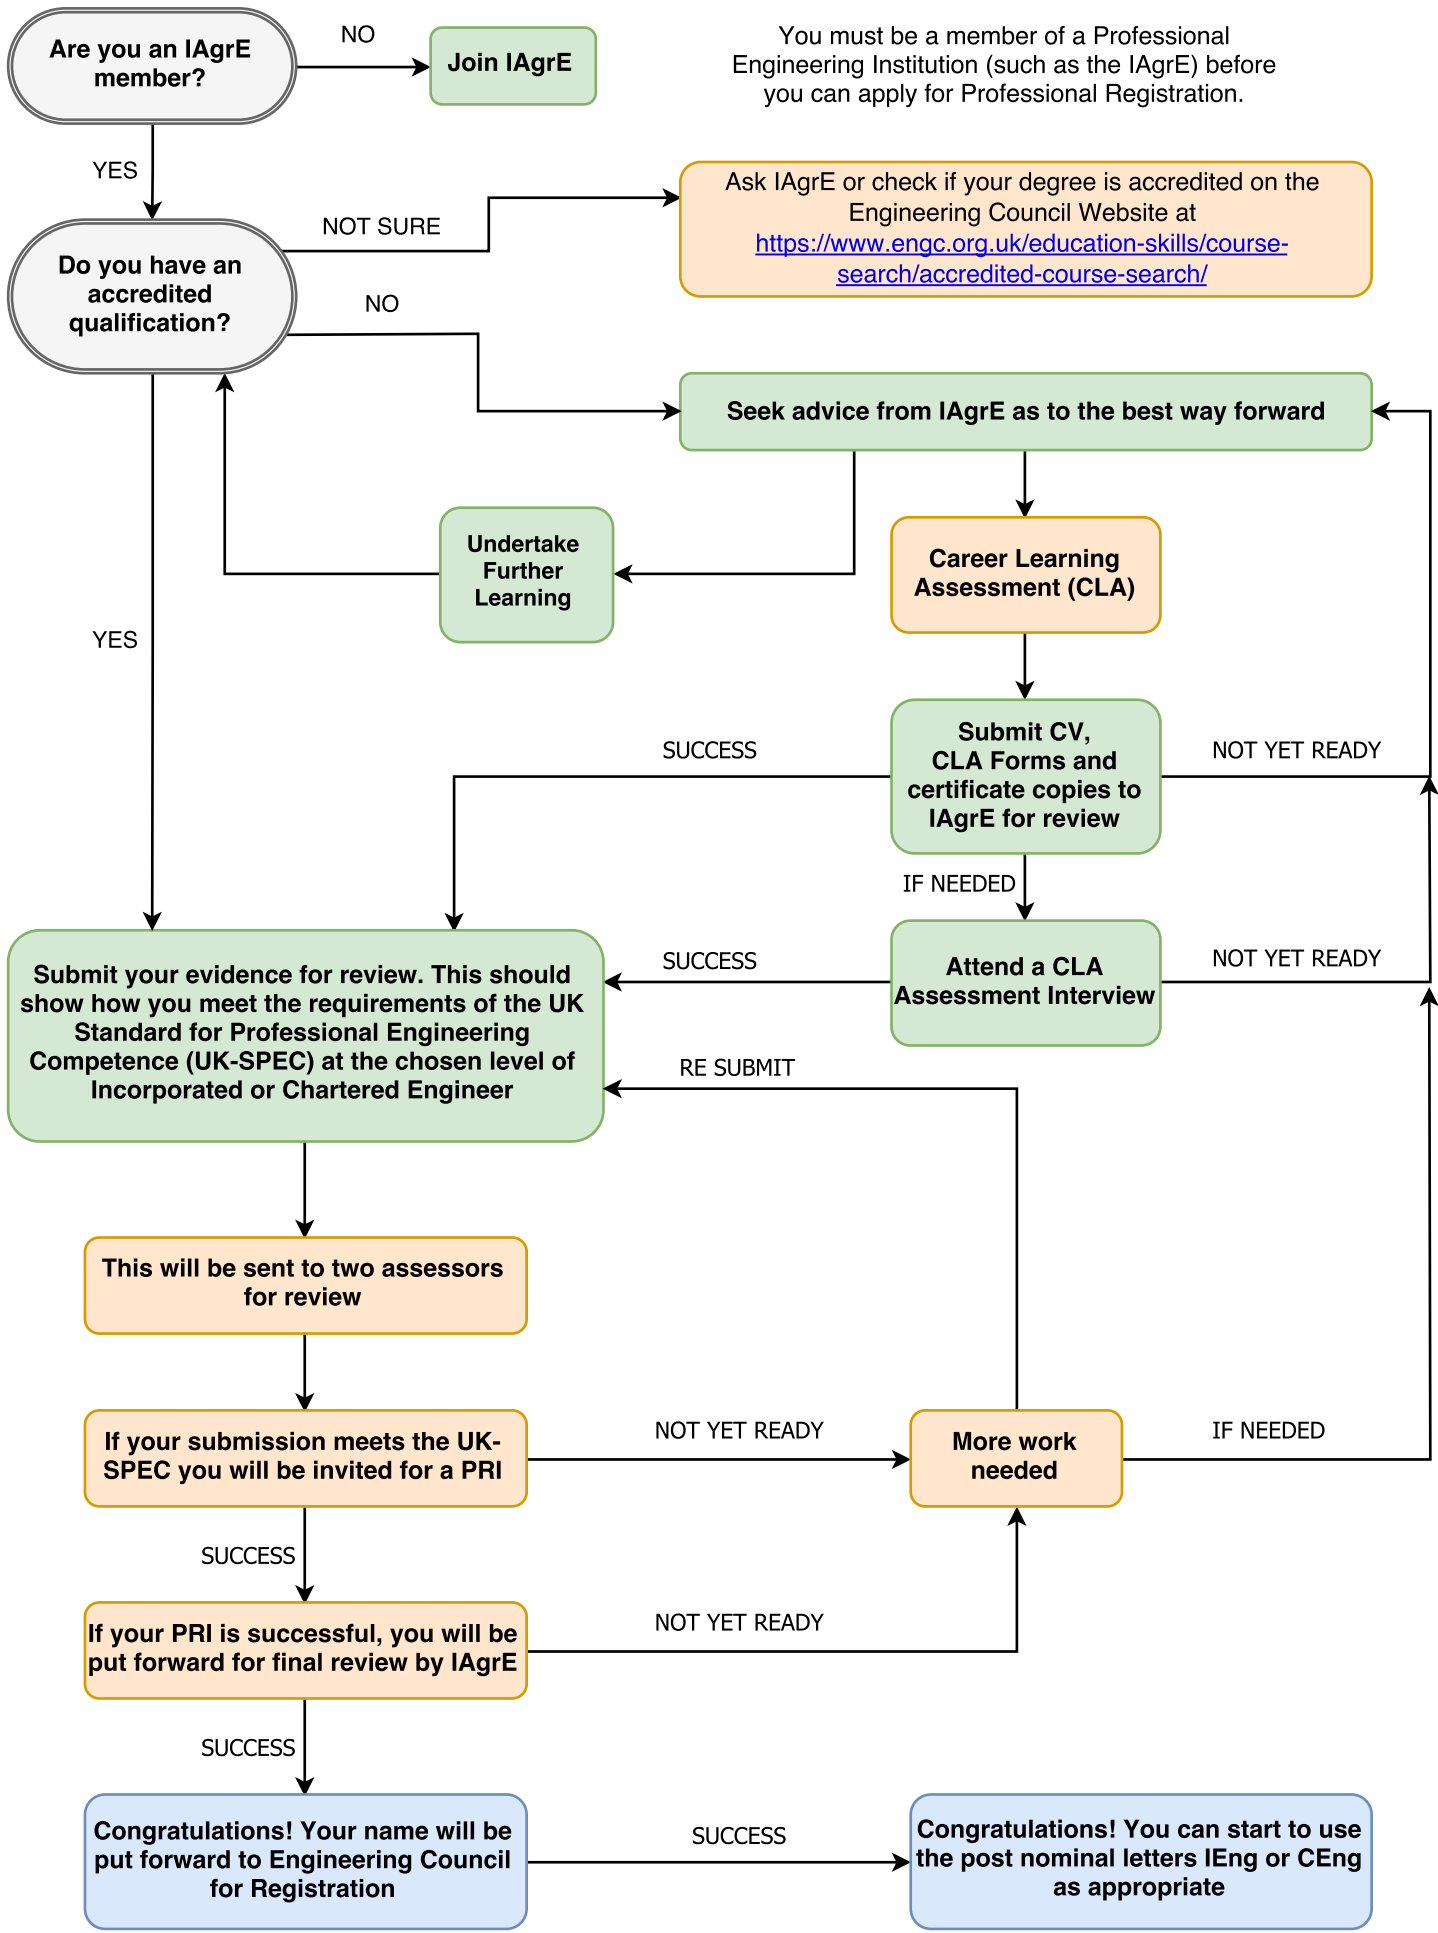 Are you an IAgrE
member?
NO
Join IAgrE
You must be a member of a Professional
Engineering Institution (such as the IAgrE) before
you can apply for Professional Registration.
YES
Do you have an
accredited
qualification?
NOT SURE
Ask IAgrE or check if your degree is accredited on the
Engineering Council Website at
https://www.engc.org.uk/education-skills/course-
search/accredited-course-search/
NO
Seek advice from IAgrE as to the best way forward
Undertake
Further
Learning
Career Learning
Assessment (CLA)
YES
Submit CV,
CLA Forms and
certificate copies to
IAgrE for review
SUCCESS
NOT YET READY
IF NEEDED
Attend a CLA
Assessment Interview
SUCCESS
NOT YET READY
Submit your evidence for review. This should
show how you meet the requirements of the UK
Standard for Professional Engineering
Competence (UK-SPEC) at the chosen level of
Incorporated or Chartered Engineer
RE SUBMIT
This will be sent to two assessors
for review
If your submission meets the UK-
SPEC you will be invited for a PRI
NOT YET READY
More work
needed
IF NEEDED
SUCCESS
If your PRI is successful, you will be
put forward for final review by IAgrE
NOT YET READY
SUCCESS
Congratulations! Your name will be
put forward to Engineering Council
for Registration
SUCCESS
Congratulations! You can start to use
the post nominal letters IEng or CEng
as appropriate